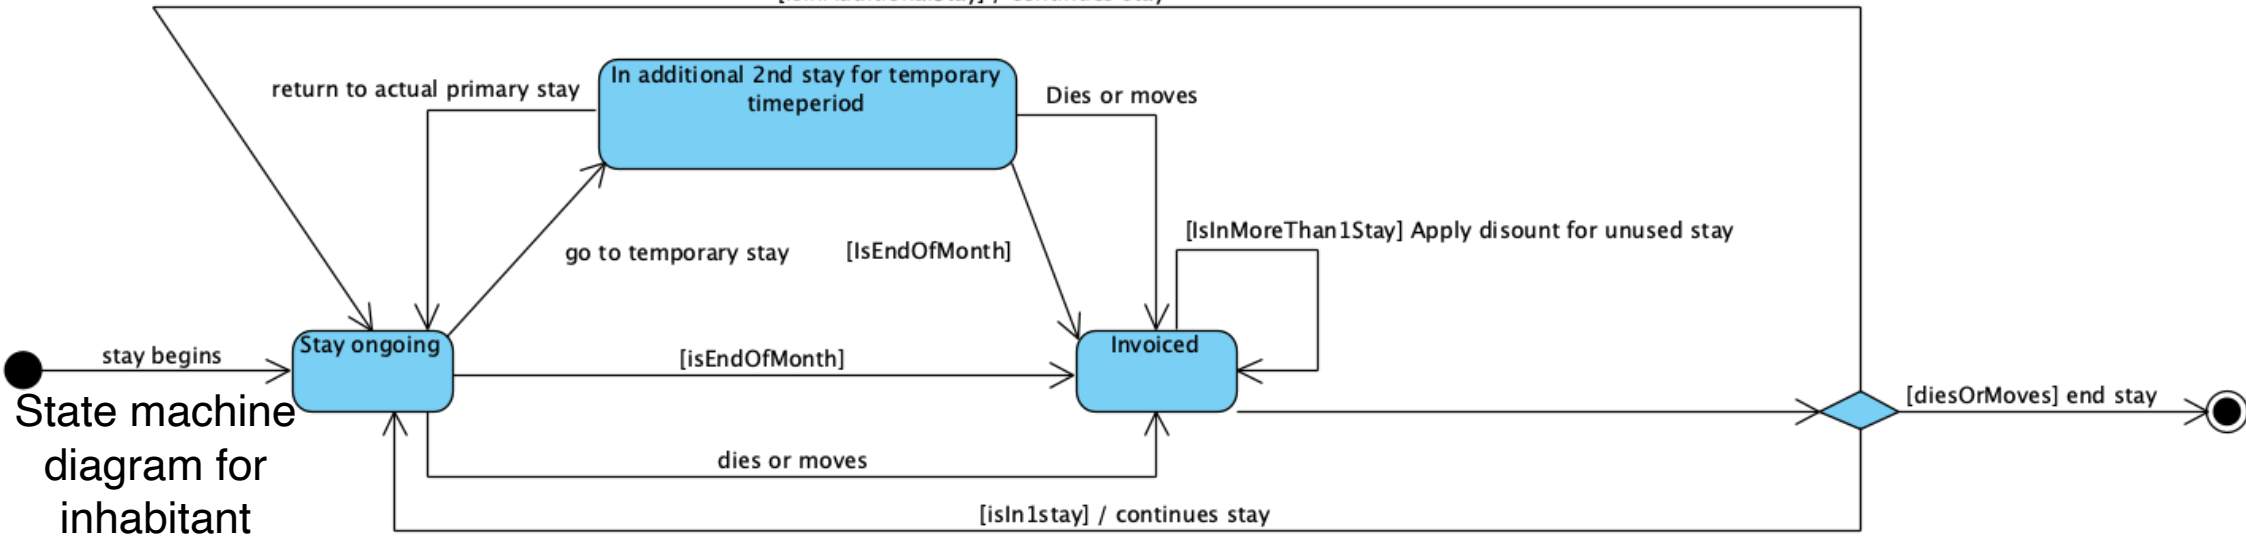 continues stay
In additional 2nd stay for temporary
timeperiod
return to actual primary stay
Dies or moves
[IsInMoreThan1Stay] Apply disount for unused stay
go to temporary stay
[IsEndOfMonth]
Stay ongoing
Invoiced
stay begins
[isEndOfMonth]
[diesOrMoves] end stay
State machine
diagram for
inhabitant
dies or moves
[isIn1stay] / continues stay